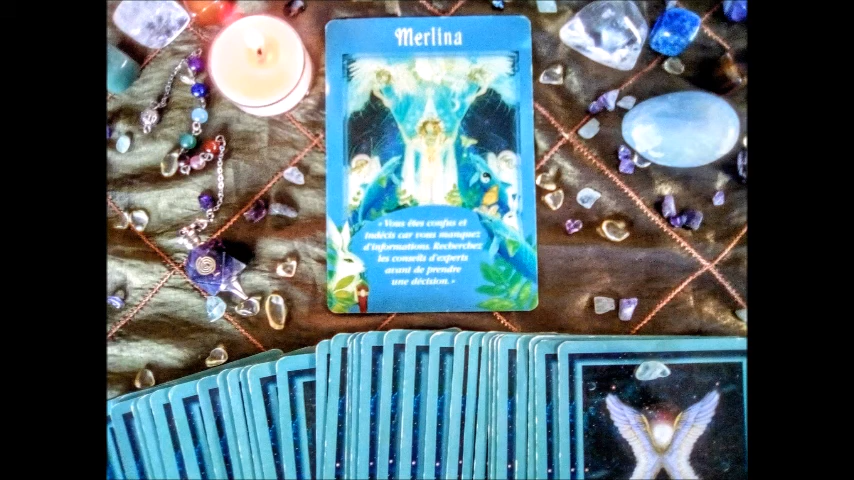 Merlina
« Vous êtes confus et
indécis car vous manquez
d'informations. Recherchez
les conseils d'experts
avant de prendre
une décision. »